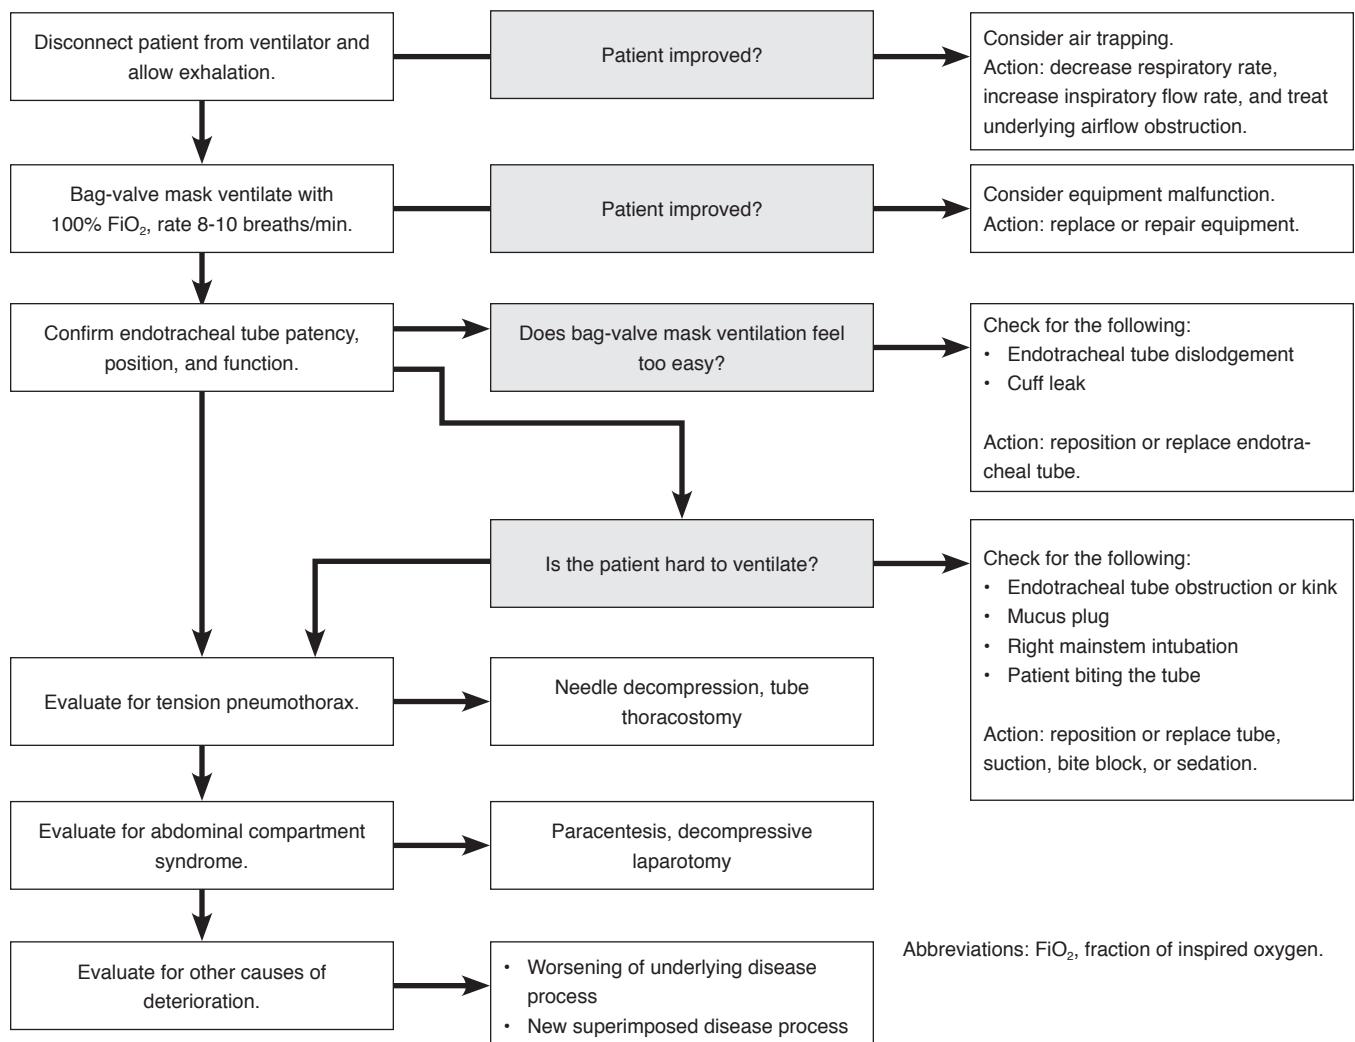 Disconnect patient from ventilator and
allow exhalation.
Patient improved?
Consider air trapping.
Action: decrease respiratory rate,
increase inspiratory flow rate, and treat
underlying airflow obstruction.
Bag-valve mask ventilate with
100% FiO₂, rate 8-10 breaths/min.
Patient improved?
Consider equipment malfunction.
Action: replace or repair equipment.
Confirm endotracheal tube patency,
position, and function.
Does bag-valve mask ventilation feel
too easy?
Check for the following:
• Endotracheal tube dislodgement
• Cuff leak
Action: reposition or replace endotra-
cheal tube.
Is the patient hard to ventilate?
Check for the following:
• Endotracheal tube obstruction or kink
• Mucus plug
• Right mainstem intubation
• Patient biting the tube
Action: reposition or replace tube,
suction, bite block, or sedation.
Evaluate for tension pneumothorax.
Needle decompression, tube
thoracostomy
Evaluate for abdominal compartment
syndrome.
Paracentesis, decompressive
laparotomy
Evaluate for other causes of
deterioration.
• Worsening of underlying disease
process
• New superimposed disease process
Abbreviations: FiO₂, fraction of inspired oxygen.